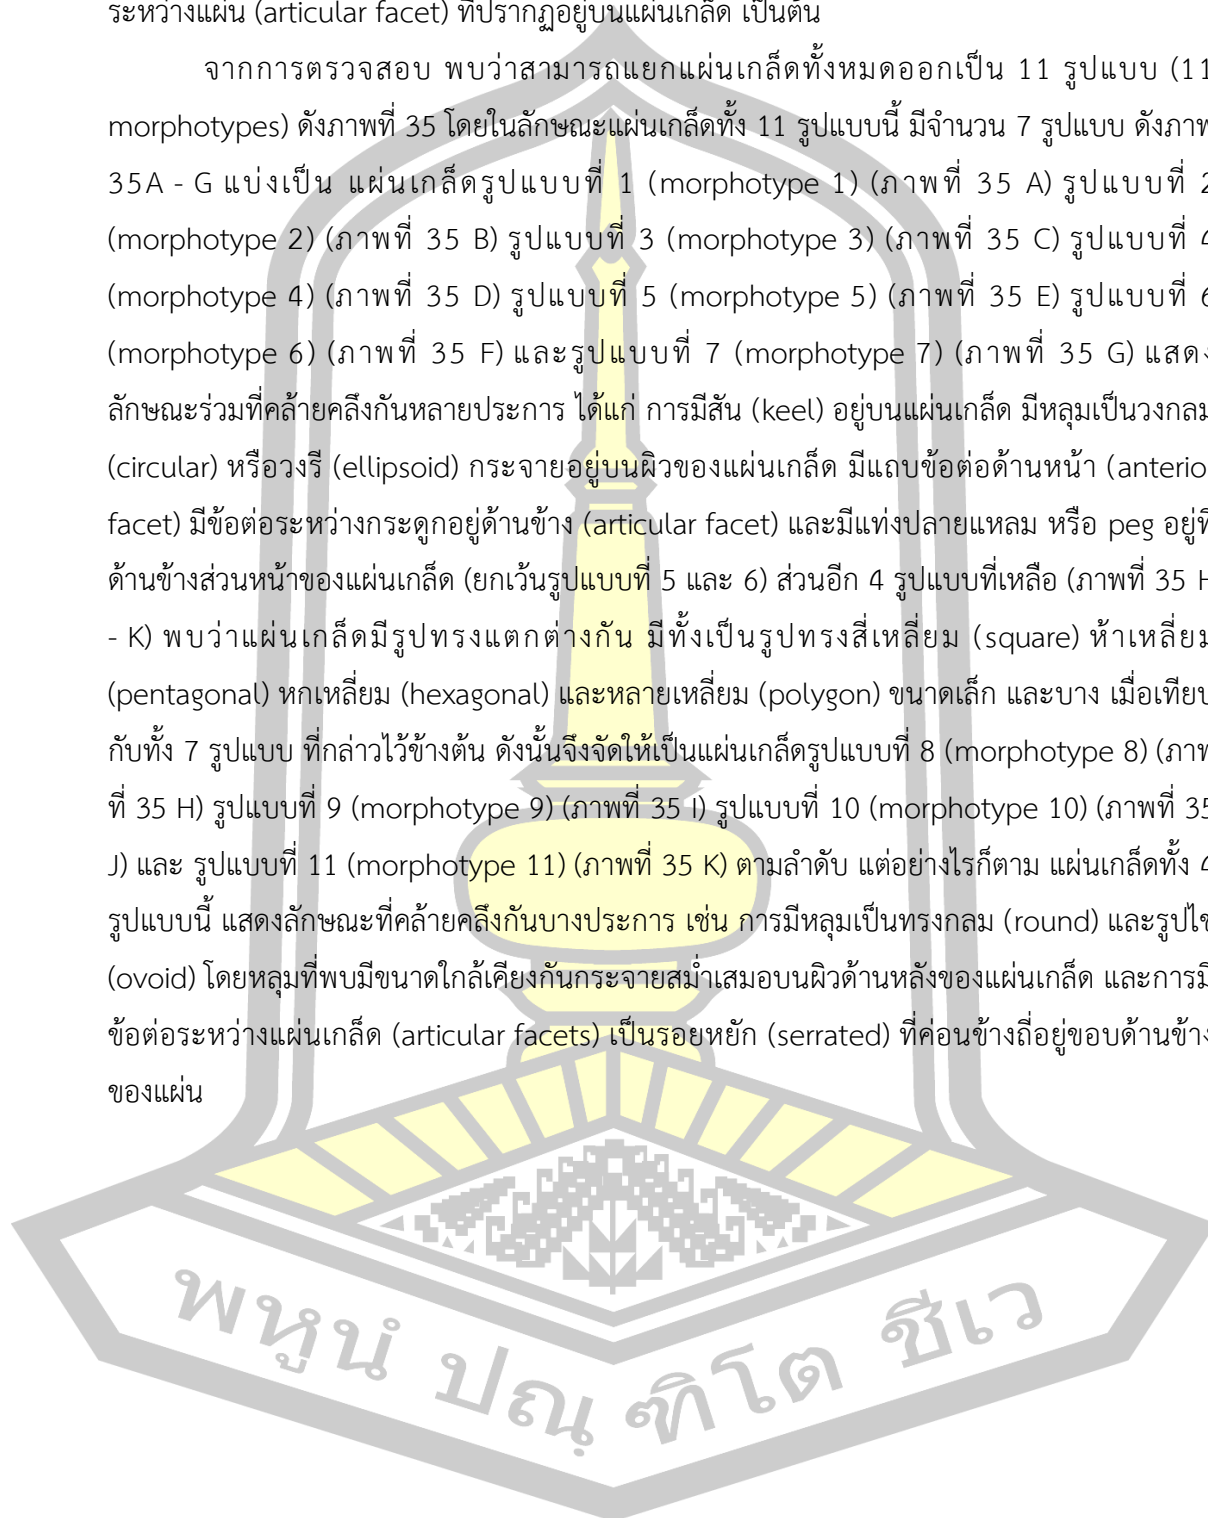 ระหว่างแผ่น (articular facet) ที่ปรากฏอยู่บนแผ่นเกล็ด เป็นต้น
จากการตรวจสอบ พบว่าสามารถแยกแผ่นเกล็ดทั้งหมดออกเป็น 11 รูปแบบ (11
morphotypes) ดังภาพที่ 35 โดยในลักษณะแผ่นเกล็ดทั้ง 11 รูปแบบนี้ มีจำนวน 7 รูปแบบ ดังภาพ
35A - G แบ่งเป็น แผ่นเกล็ดรูปแบบที่ 1 (morphotype 1) (ภาพที่ 35 A) รูปแบบที่ 2
(morphotype 2) (ภาพที่ 35 B) รูปแบบที่ 3 (morphotype 3) (ภาพที่ 35 C) รูปแบบที่ 4
(morphotype 4) (ภาพที่ 35 D) รูปแบบที่ 5 (morphotype 5) (ภาพที่ 35 E) รูปแบบที่ 6
(morphotype 6) (ภาพที่ 35 F) และรูปแบบที่ 7 (morphotype 7) (ภาพที่ 35 G) แสดง
ลักษณะร่วมที่คล้ายคลึงกันหลายประการ ได้แก่ การมีสัน (keel) อยู่บนแผ่นเกล็ด มีหลุมเป็นวงกลม
(circular) หรือวงรี (ellipsoid) กระจายอยู่บนผิวของแผ่นเกล็ด มีแถบข้อต่อด้านหน้า (anterio
facet) มีข้อต่อระหว่างกระดูกอยู่ด้านข้าง (articular facet) และมีแท่งปลายแหลม หรือ peg อยู่ที่
ด้านข้างส่วนหน้าของแผ่นเกล็ด (ยกเว้นรูปแบบที่ 5 และ 6) ส่วนอีก 4 รูปแบบที่เหลือ (ภาพที่ 35 H
- K) พบว่าแผ่นเกล็ดมีรูปทรงแตกต่างกัน มีทั้งเป็นรูปทรงสี่เหลี่ยม (square) ห้าเหลี่ยม
(pentagonal) หกเหลี่ยม (hexagonal) และหลายเหลี่ยม (polygon) ขนาดเล็ก และบาง เมื่อเทียบ
กับทั้ง 7 รูปแบบ ที่กล่าวไว้ข้างต้น ดังนั้นจึงจัดให้เป็นแผ่นเกล็ดรูปแบบที่ 8 (morphotype 8) (ภาพ
ที่ 35 H) รูปแบบที่ 9 (morphotype 9) (ภาพที่ 35 I) รูปแบบที่ 10 (morphotype 10) (ภาพที่ 35
J) และ รูปแบบที่ 11 (morphotype 11) (ภาพที่ 35 K) ตามลำดับ แต่อย่างไรก็ตาม แผ่นเกล็ดทั้ง 4
รูปแบบนี้ แสดงลักษณะที่คล้ายคลึงกันบางประการ เช่น การมีหลุมเป็นทรงกลม (round) และรูปไข่
(ovoid) โดยหลุมที่พบมีขนาดใกล้เคียงกันกระจายสม่ำเสมอบนผิวด้านหลังของแผ่นเกล็ด และการมี
ข้อต่อระหว่างแผ่นเกล็ด (articular facets) เป็นรอยหยัก (serrated) ที่ค่อนข้างถี่อยู่ขอบด้านข้าง
ของแผ่น
พหูนํ ปณฺฑิโต ชีเว